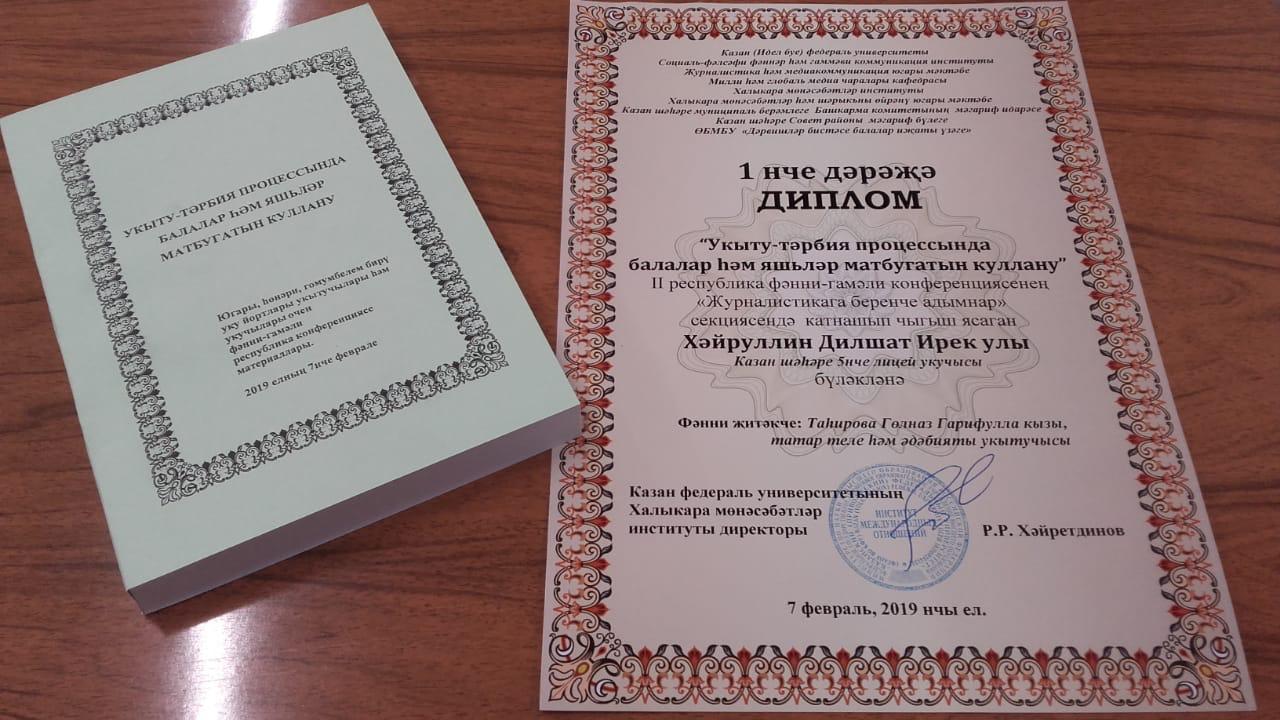 УКЫТУ-ТӘРБИЯ ПРОЦЕССЫНДА
БАЛАЛАР ҺӘМ ЯШЬЛӘР
МАТБУГАТЫН КУЛЛАНУ
Югары, һөнәри, гомумбелем бирү
уку йортлары укытучылары һәм
укучылары өчен
фәнни-гамәли
республика конференциясе
материаллары.
2019 елның 7нче феврале
Казан (Идел буе) федераль университеты
Социаль-фәлсәфи фәннәр һәм гаммәви коммуникация институты
Журналистика һәм медиакоммуникация югары мәктәбе
Милли һәм глобаль медиа чаралары кафедрасы
Халыкара мөнәсәбәтләр институты
Халыкара мөнәсәбәтләр һәм шәрыкьны өйрәнү югары мәктәбе
Казан шәһәре муниципаль берәмлеге Башкарма комитетының мәгариф идарәсе
Казан шәһәре Совет районы мәгариф бүлеге
ӨБМБУ «Дәрвишләр бистәсе балалар иҗаты үзәге»
1 нче дәрәҗә
ДИПЛОМ
“Укыту-тәрбия процессында
балалар һәм яшьләр матбугатын куллану”
II республика фәнни-гамәли конференциясенең
«Журналистикага беренче адымнар»
секциясендә катнашып чыгыш ясаган
Хәйруллин Дилшат Ирек улы
Казан шәһәре 5нче лицей укучысы
бүләкләнә
Фәнни җитәкче: Таһирова Гөлназ Гарифулла кызы,
татар теле һәм әдәбияты укытучысы
Казан федераль университетының
Халыкара мөнәсәбәтләр
институты директоры
ИНСТИТУТ
МЕЖДУНАРОДНЫХ
ОТНОШЕНИЙ
Р.Р. Хәйретдинов
7 февраль, 2019 нчы ел.